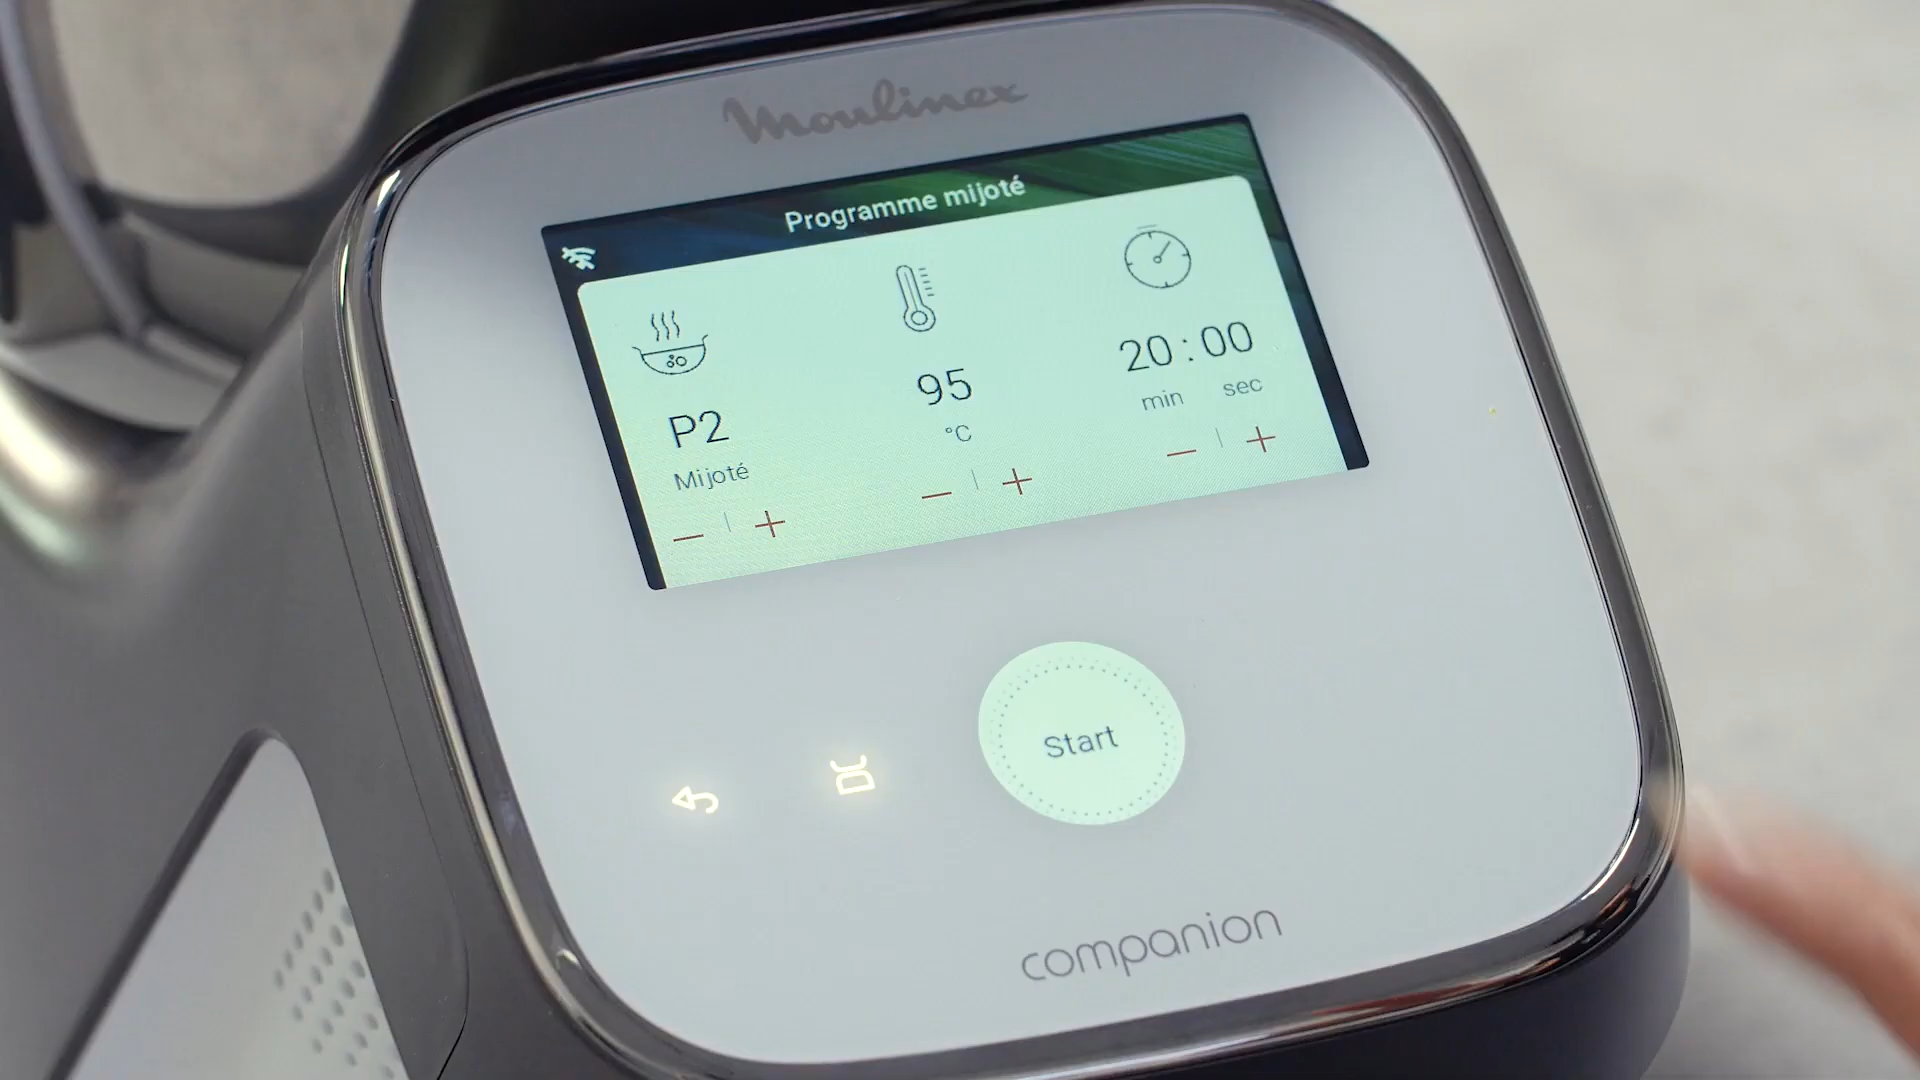 Moulinex
Programme mijoté
P2
Mijoté
95
°C
20 : 00
min sec
Start
companion